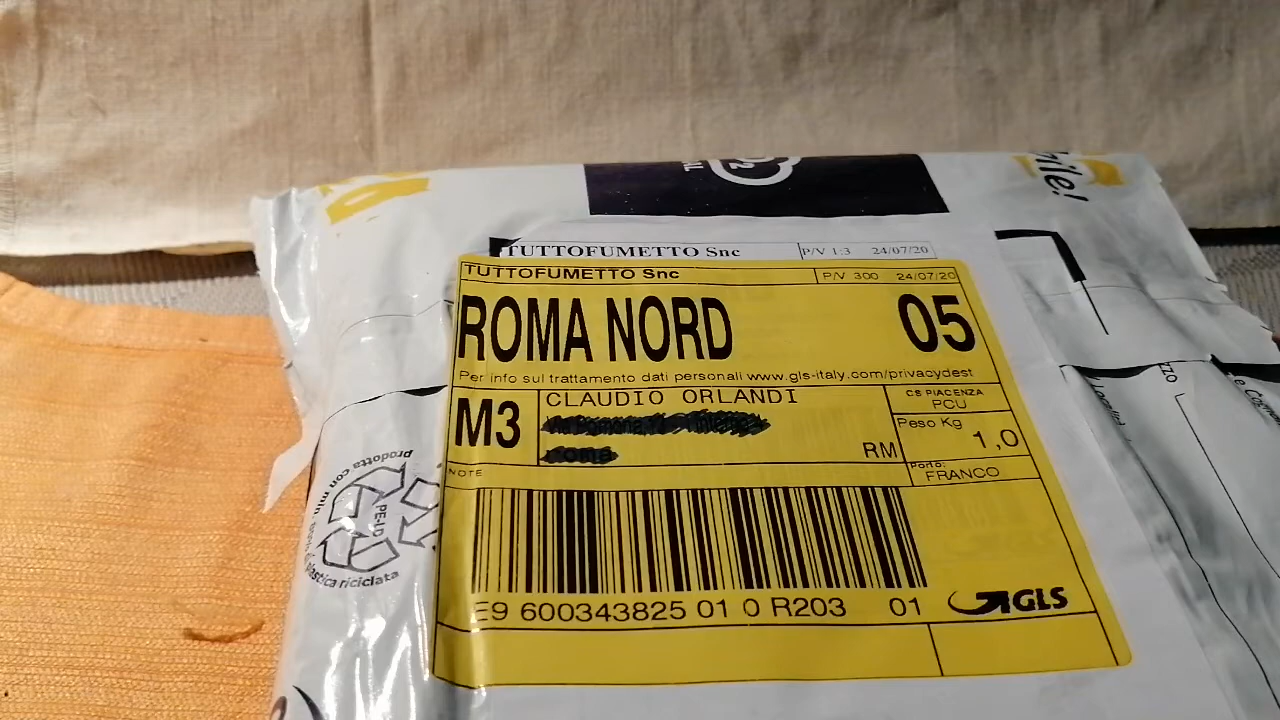 rile!
TUTTOFUMETTO Snc P/V 1:3 24/07/20
TUTTOFUMETTO Snc P/V 300 24/07/20
ROMA NORD 05
Per info sul trattamento dati personali www.gls-italy.com/privacydest
M3 CLAUDIO ORLANDI CS PIACENZA
PCU
Peso Kg
1,0
RM
Porto:
FRANCO
NOTE
E9 600343825 01 0 R203 01
GLS
prodotta con min.
plastica riciclata
PE-LD